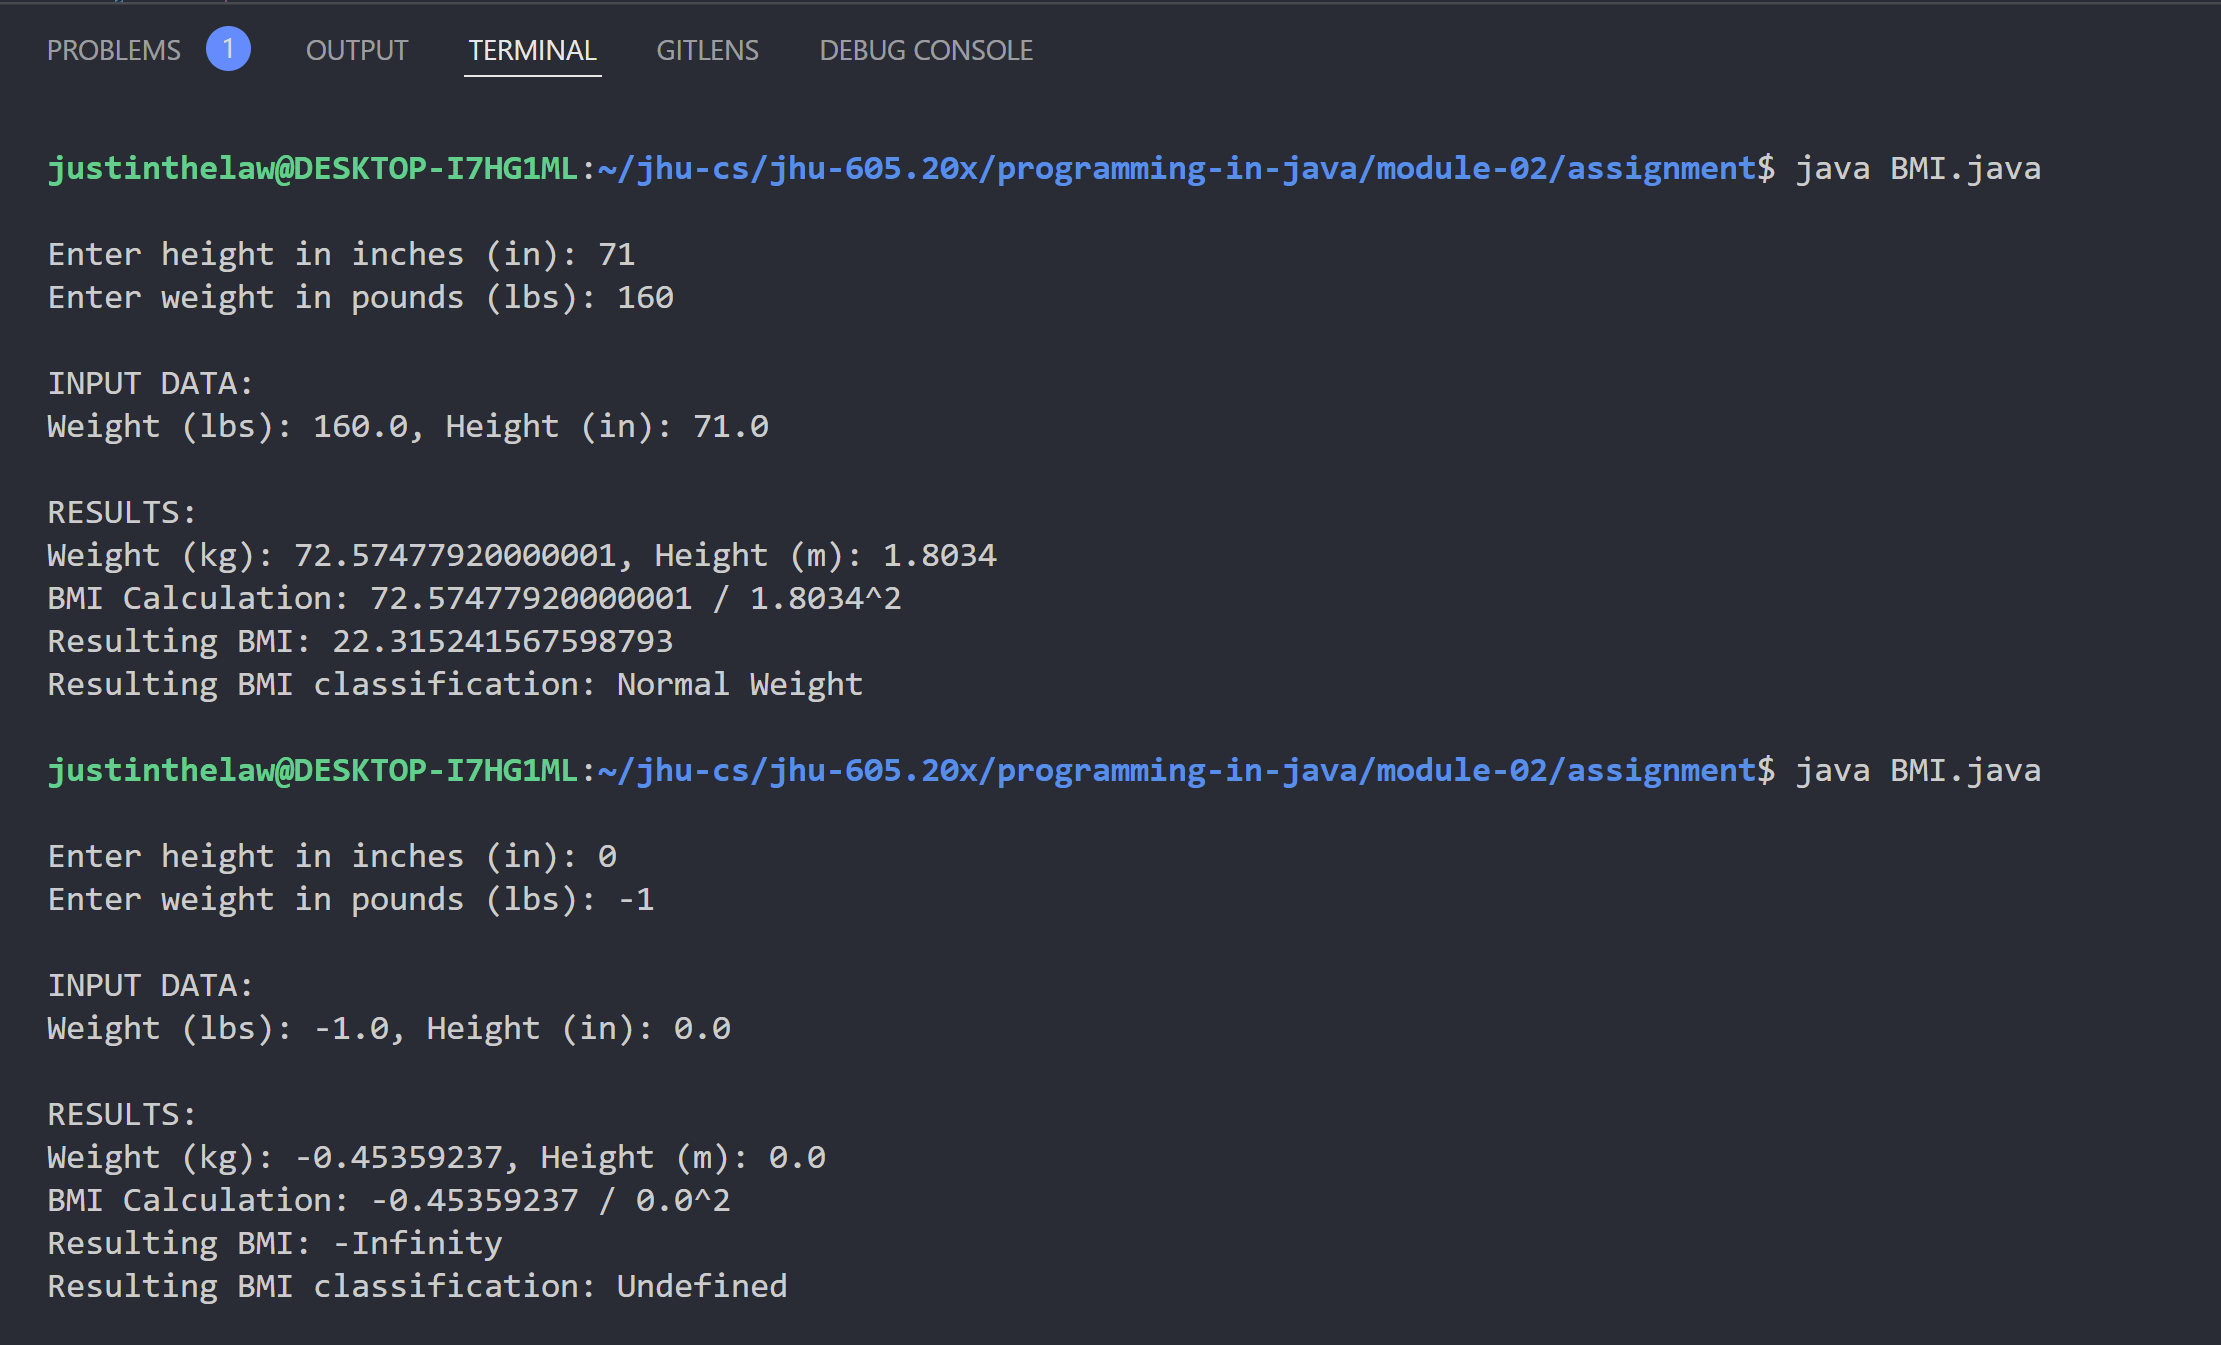 PROBLEMS 1 OUTPUT TERMINAL GITLENS DEBUG CONSOLE
justinthelaw@DESKTOP-I7HG1ML:~/jhu-cs/jhu-605.20x/programming-in-java/module-02/assignment$ java BMI.java
Enter height in inches (in): 71
Enter weight in pounds (lbs): 160
INPUT DATA:
Weight (lbs): 160.0, Height (in): 71.0
RESULTS:
Weight (kg): 72.57477920000001, Height (m): 1.8034
BMI Calculation: 72.57477920000001 / 1.8034^2
Resulting BMI: 22.315241567598793
Resulting BMI classification: Normal Weight
justinthelaw@DESKTOP-I7HG1ML:~/jhu-cs/jhu-605.20x/programming-in-java/module-02/assignment$ java BMI.java
Enter height in inches (in): 0
Enter weight in pounds (lbs): -1
INPUT DATA:
Weight (lbs): -1.0, Height (in): 0.0
RESULTS:
Weight (kg): -0.45359237, Height (m): 0.0
BMI Calculation: -0.45359237 / 0.0^2
Resulting BMI: -Infinity
Resulting BMI classification: Undefined